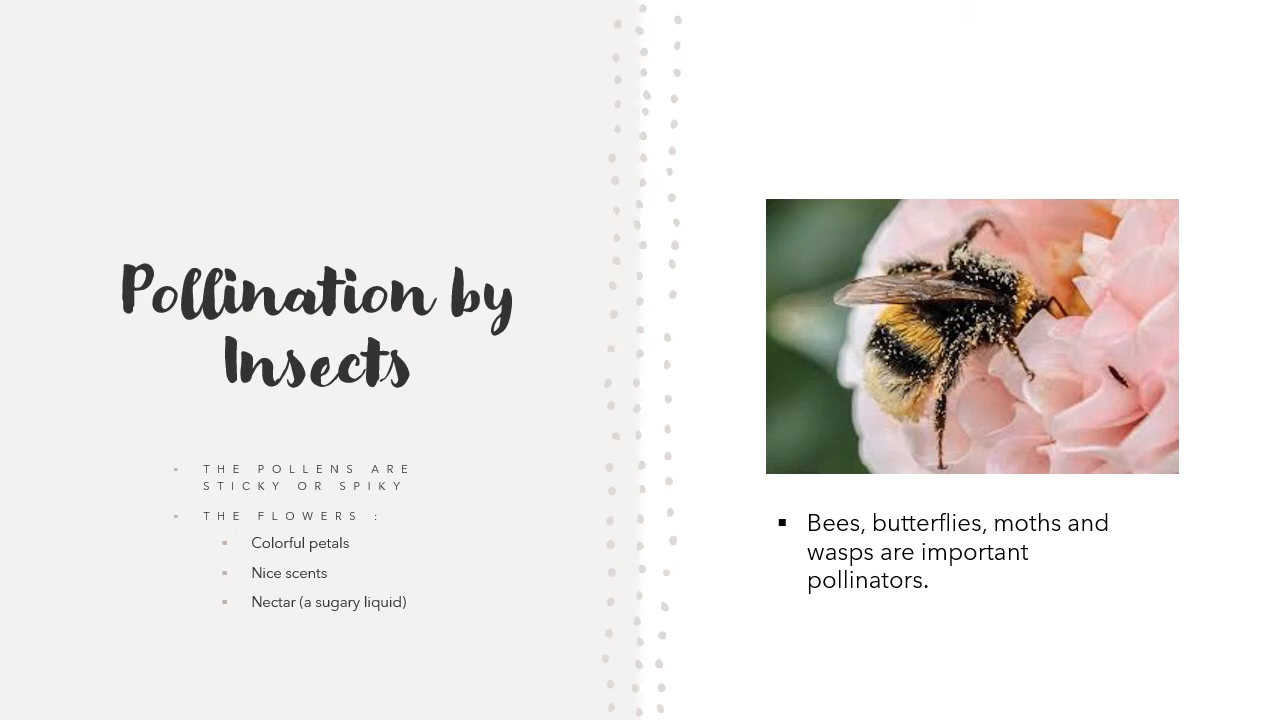 Pollination by
Insects
▪ THE POLLENS ARE
STICKY OR SPIKY
▪ THE FLOWERS :
▪ Colorful petals
▪ Nice scents
▪ Nectar (a sugary liquid)
▪ Bees, butterflies, moths and
wasps are important
pollinators.